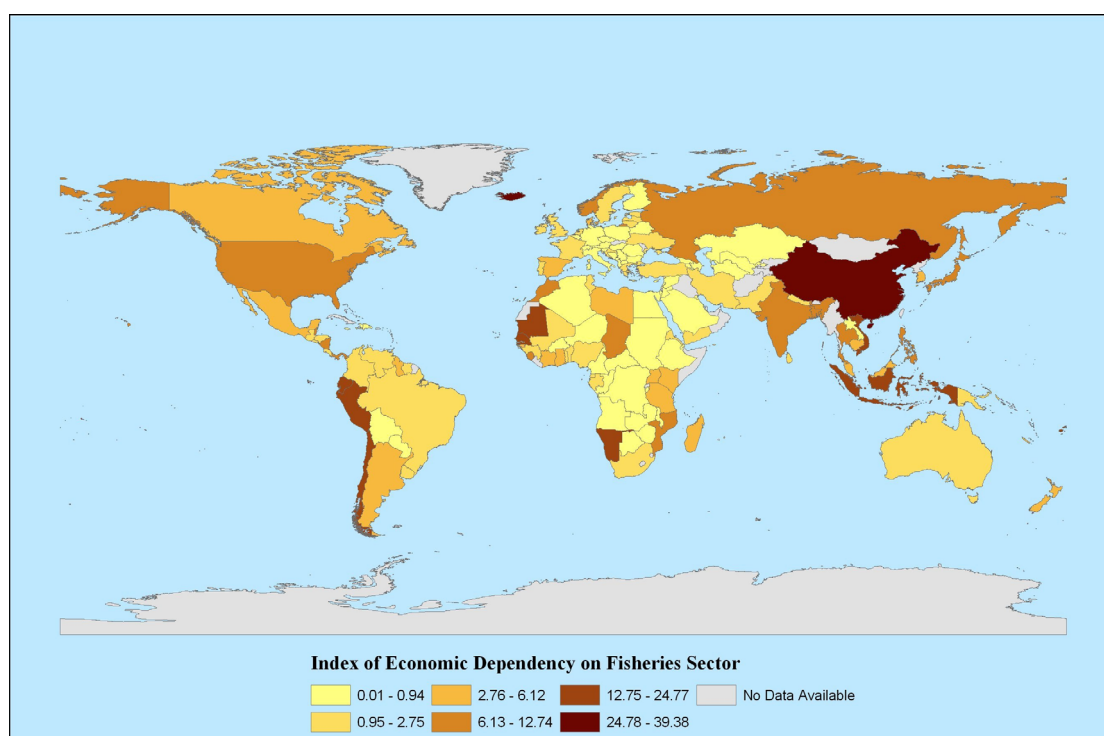 Index of Economic Dependency on Fisheries Sector
0.01 - 0.94 2.76 - 6.12 12.75 - 24.77 No Data Available
0.95 - 2.75 6.13 - 12.74 24.78 - 39.38